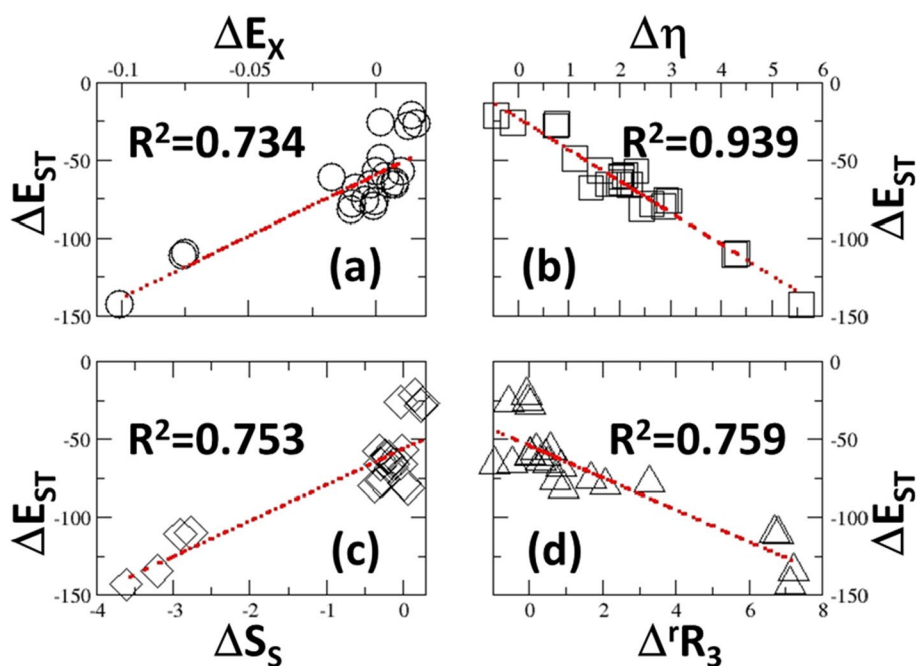 ΔE_X Δη
-0.1 -0.05 0 0 1 2 3 4 5 6
0 0
R²=0.734 R²=0.939
-50 -50
ΔE_ST ΔE_ST
-100 (a) (b) -100
-150 -150
0 0
R²=0.753 R²=0.759
-50 -50
ΔE_ST ΔE_ST
-100 (c) (d) -100
-150 -150
-4 -3 -2 -1 0 0 2 4 6 8
ΔS_S Δ^rR_3